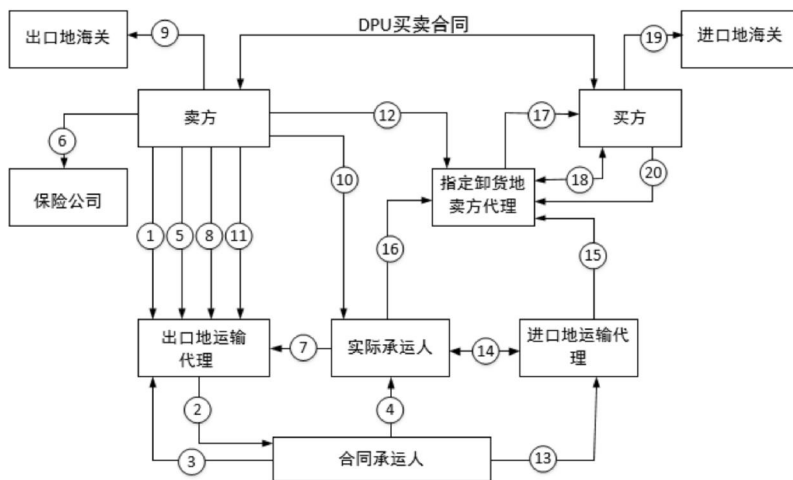 DPU买卖合同
出口地海关
9
19
进口地海关
卖方
12
17
买方
6
保险公司
10
指定卸货地
卖方代理
18
20
1
5
8
11
16
15
出口地运输
代理
7
实际承运人
14
进口地运输
代理
2
4
3
合同承运人
13